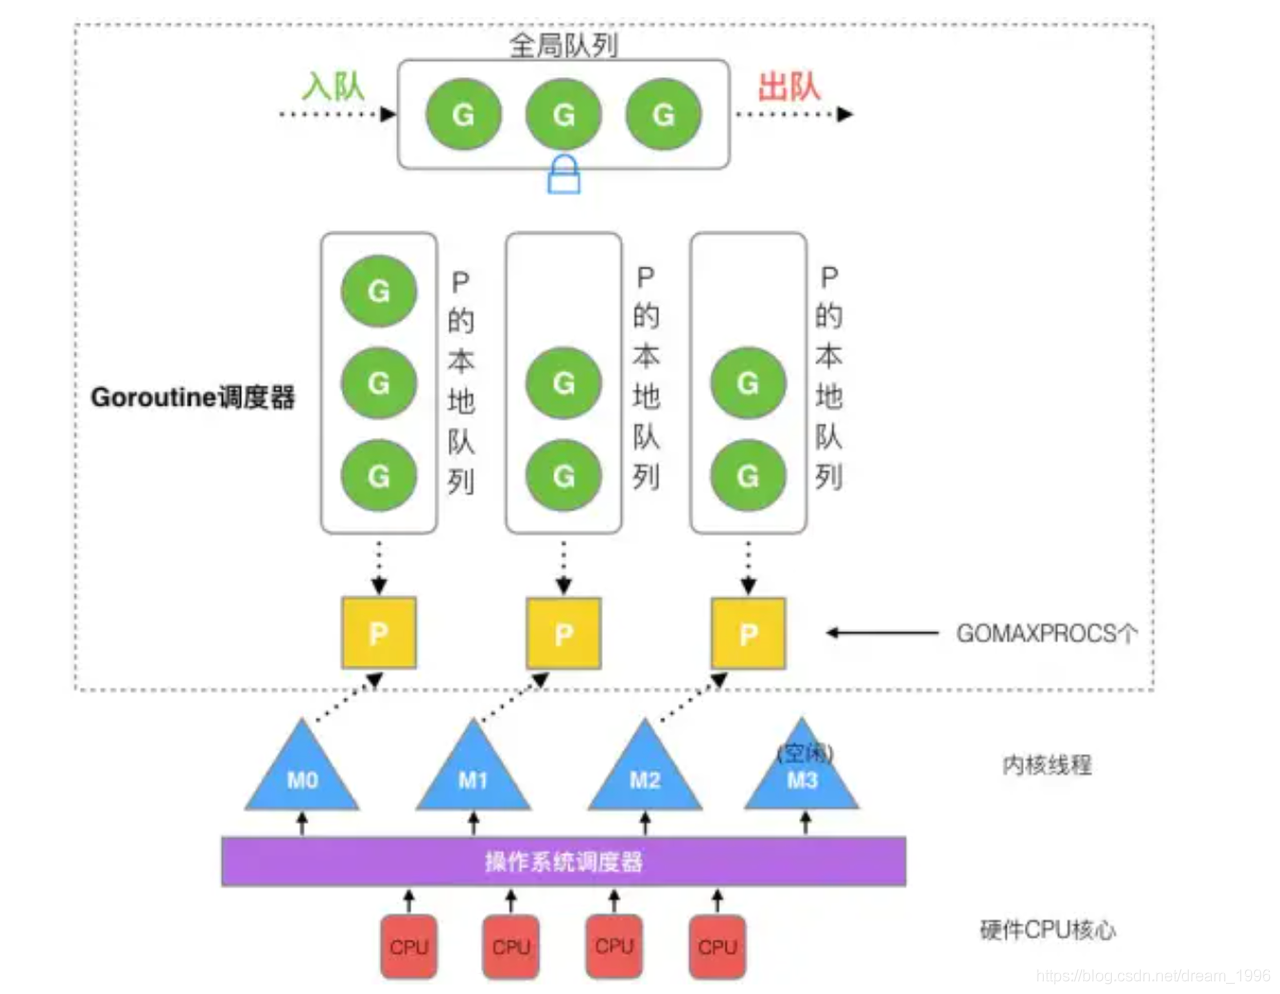 全局队列
入队
G
G
G
出队
G
G
G
P的本地队列
G
G
P的本地队列
G
G
P的本地队列
Goroutine调度器
P
P
P
GOMAXPROCS个
M0
M1
M2
(空闲)
M3
内核线程
操作系统调度器
CPU
CPU
CPU
CPU
硬件CPU核心
https://blog.csdn.net/dream_1996